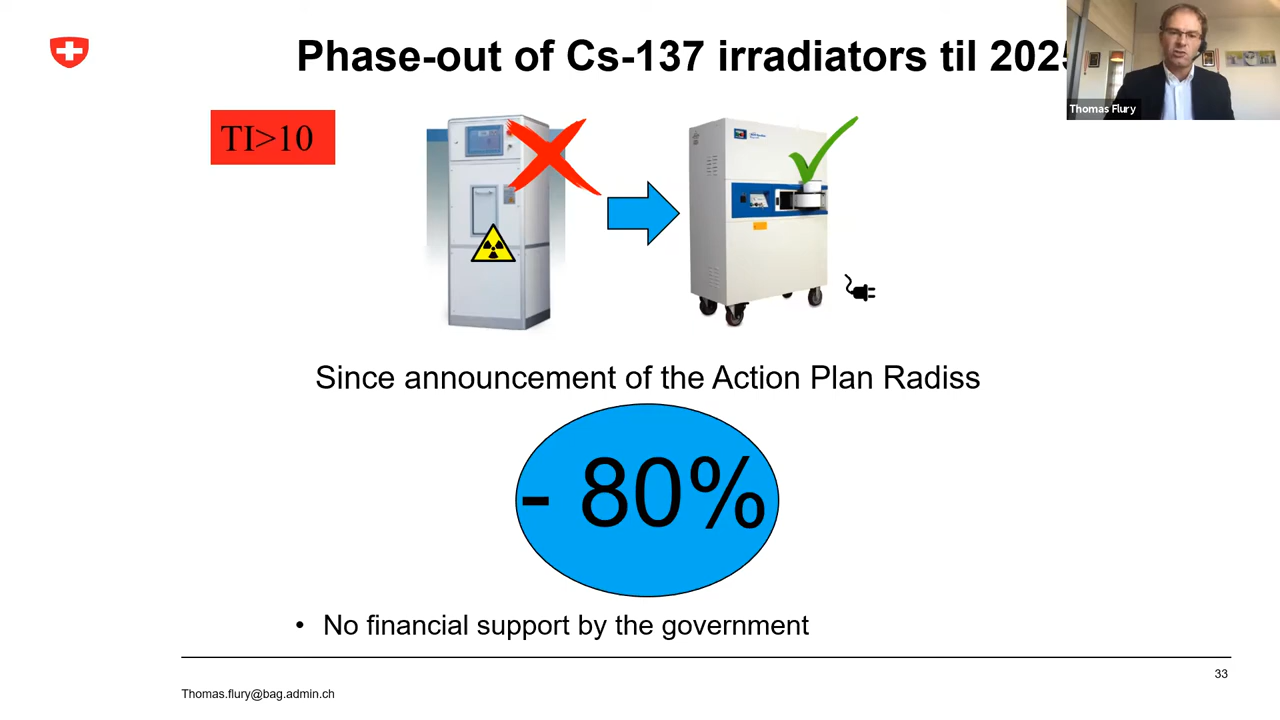 Phase-out of Cs-137 irradiators til 2025
Thomas Flury
TI>10
Since announcement of the Action Plan Radiss
- 80%
• No financial support by the government
33
Thomas.flury@bag.admin.ch